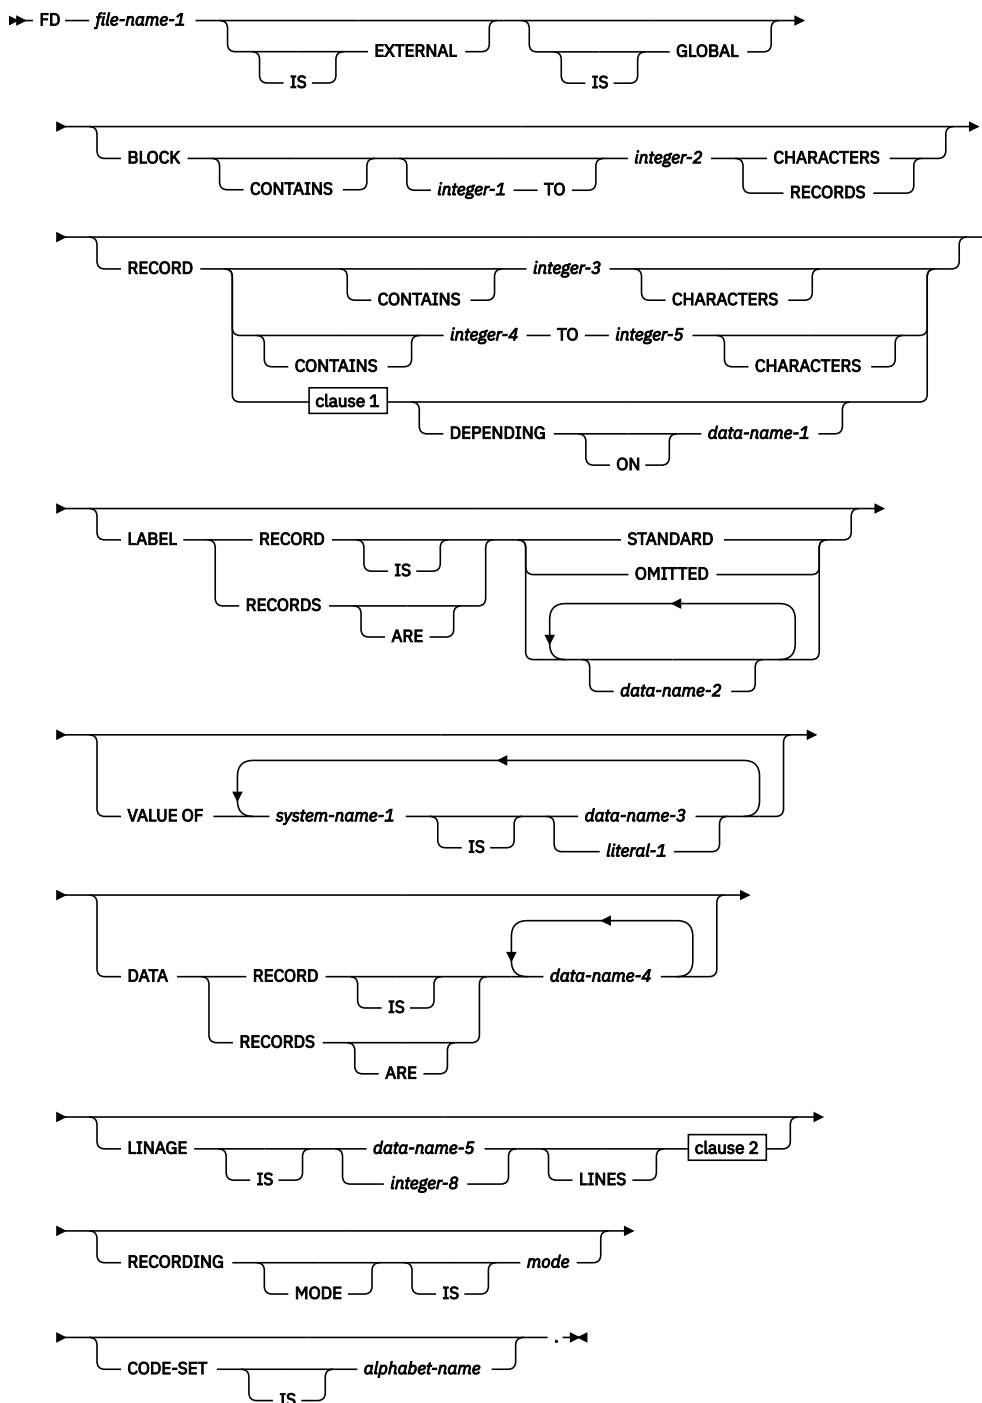 FD file-name-1
EXTERNAL GLOBAL
IS IS
BLOCK integer-2 CHARACTERS
CONTAINS integer-1 TO RECORDS
RECORD integer-3
CONTAINS CHARACTERS
integer-4 TO integer-5
CONTAINS CHARACTERS
clause 1
DEPENDING data-name-1
ON
LABEL RECORD STANDARD
IS OMITTED
RECORDS
ARE
data-name-2
VALUE OF system-name-1 data-name-3
IS literal-1
DATA RECORD data-name-4
IS
RECORDS
ARE
LINAGE data-name-5 clause 2
IS integer-8 LINES
RECORDING mode
MODE IS
.
CODE-SET alphabet-name
IS